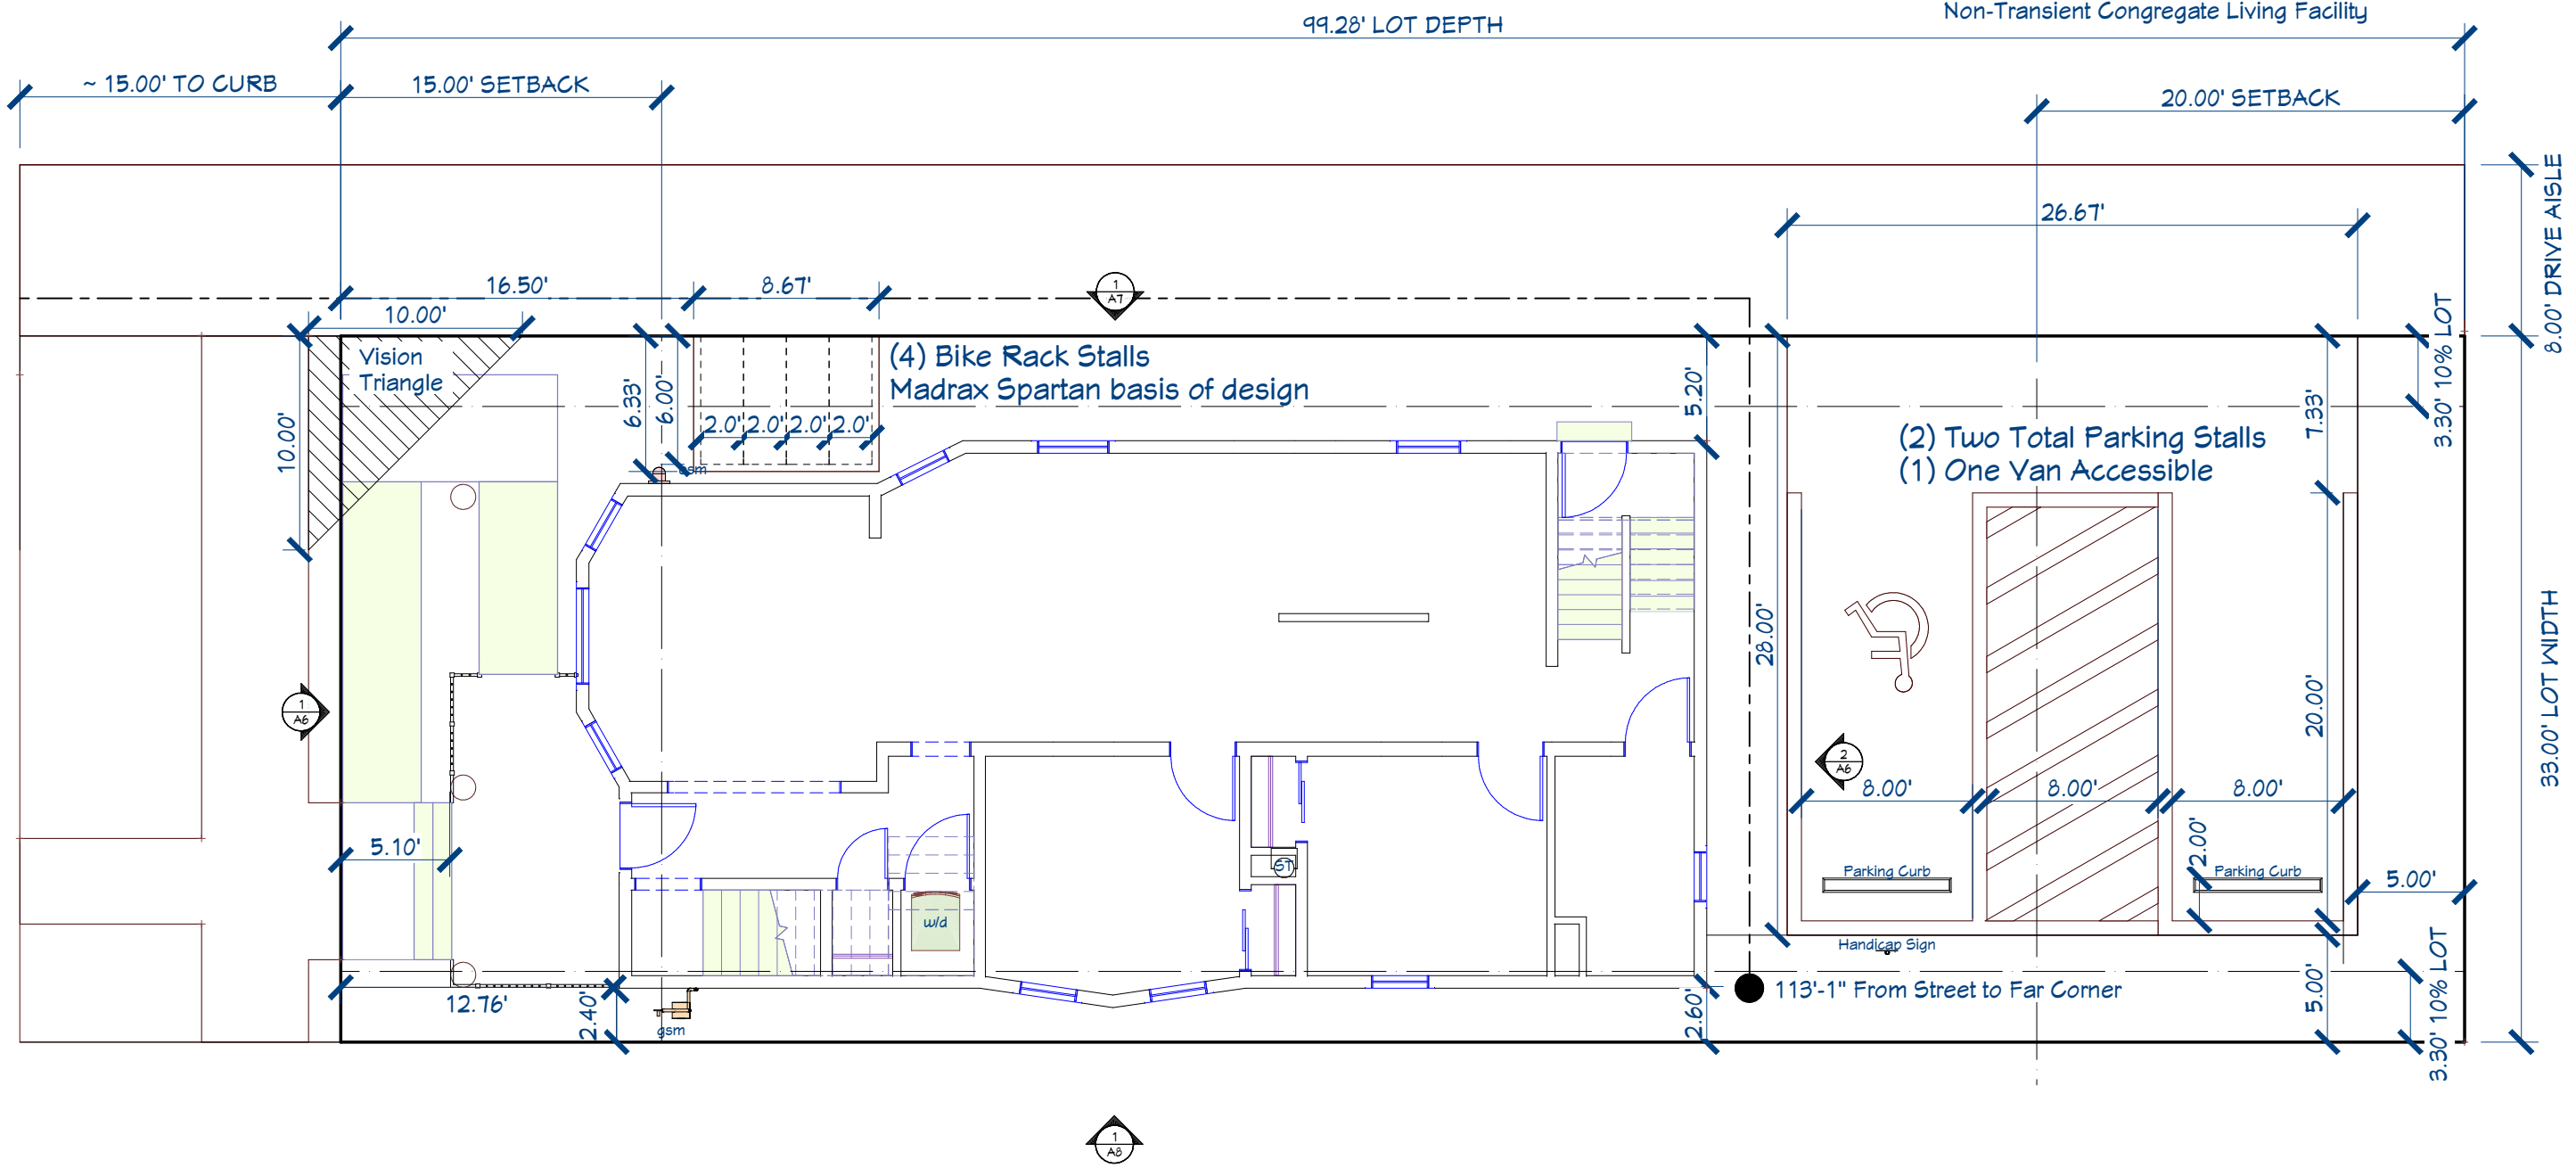 Non-Transient Congregate Living Facility
99.28' LOT DEPTH
~ 15.00' TO CURB
15.00' SETBACK
20.00' SETBACK
8.00' DRIVE AISLE
26.67'
16.50'
8.67'
1
A7
10.00'
Vision
Triangle
10.00'
6.33'
6.00'
(4) Bike Rack Stalls
Madrax Spartan basis of design
2.0'
2.0'
2.0'
2.0'
gsm
5.20'
7.33'
3.30' 10% LOT
(2) Two Total Parking Stalls
(1) One Van Accessible
28.00'
20.00'
33.00' LOT WIDTH
1
A6
2
A6
8.00'
8.00'
8.00'
2.00'
5.10'
ST
Parking Curb
Parking Curb
5.00'
w/d
Handicap Sign
12.76'
2.40'
gsm
2.60'
113'-1" From Street to Far Corner
5.00'
3.30' 10% LOT
1
A8